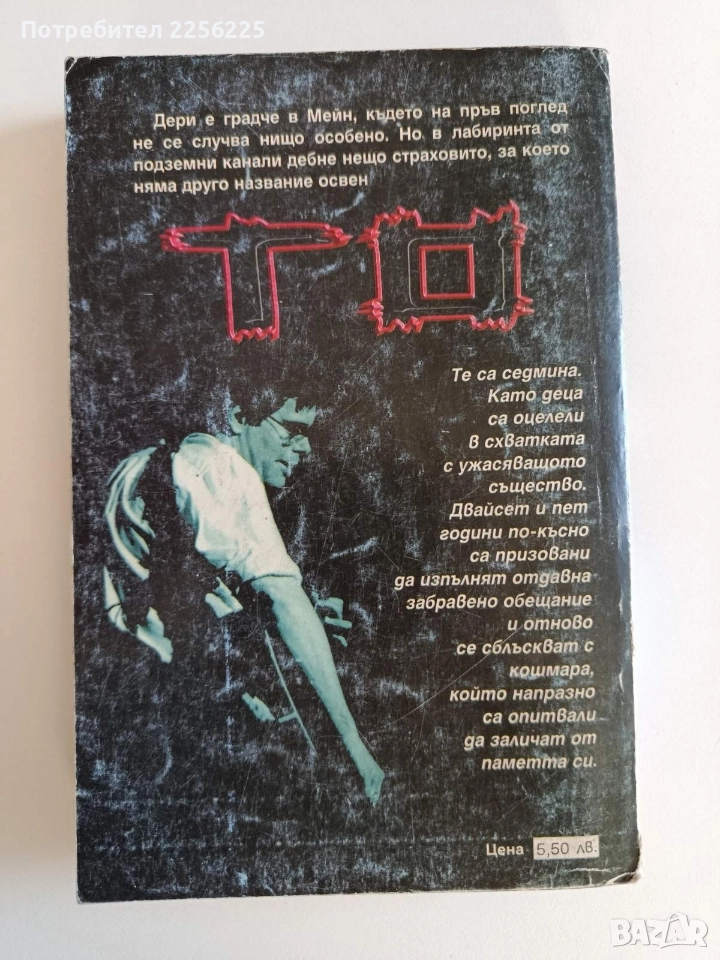 Потребител 2256225
Дери е градче в Мейн, където на пръв поглед
не се случва нищо особено. Но в лабиринта от
подземни канали дебне нещо страховито, за което
няма друго название освен
ТО
Те са седмина.
Като деца
са оцелели
в схватката
с ужасяващото
същество.
Двайсет и пет
години по-късно
са призовани
да изпълнят отдавна
забравено обещание
и отново
се сблъскват с
кошмара,
който напразно
са опитвали
да заличат от
паметта си.
Цена 5,50 лв.
BAZAR